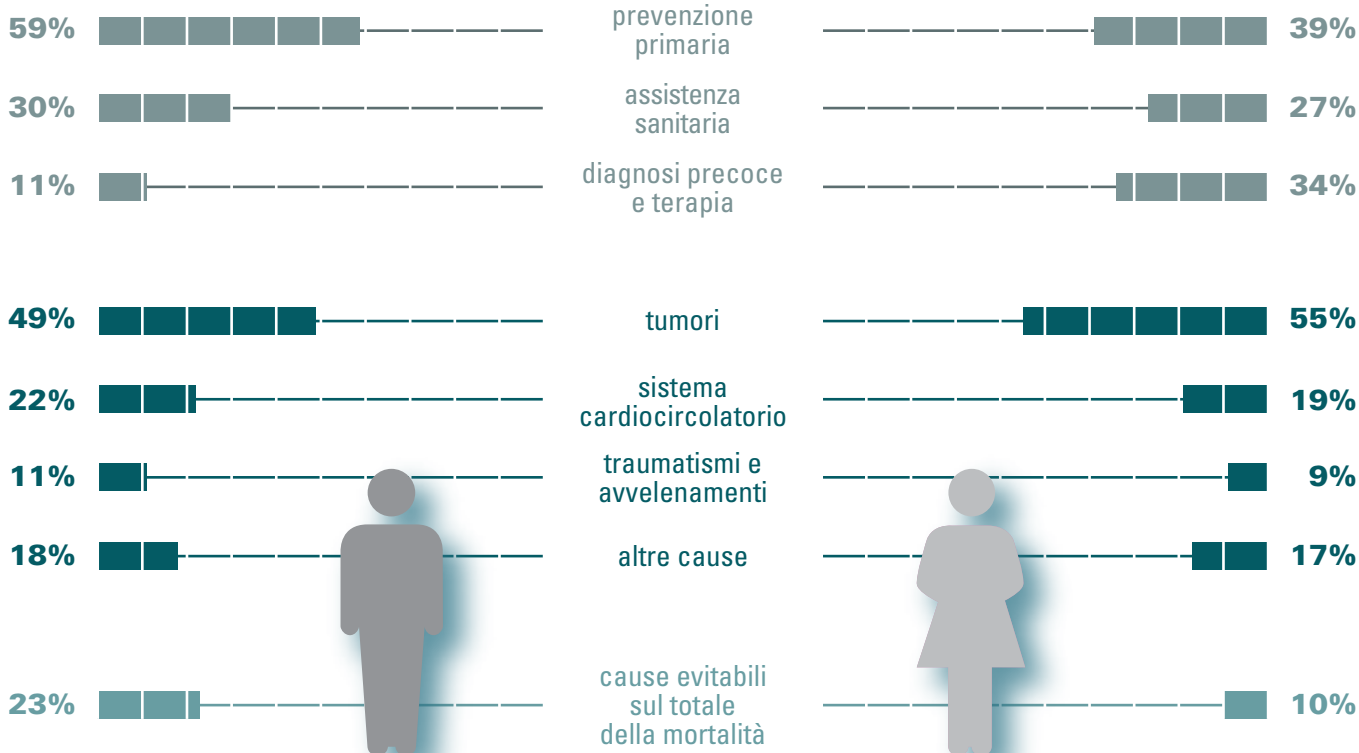 prevenzione
59% primaria 39%
assistenza
30% sanitaria 27%
diagnosi precoce
11% e terapia 34%
49% tumori 55%
sistema
22% cardiocircolatorio 19%
traumatismi e
11% avvelenamenti 9%
18% altre cause 17%
cause evitabili
23% sul totale 10%
della mortalità